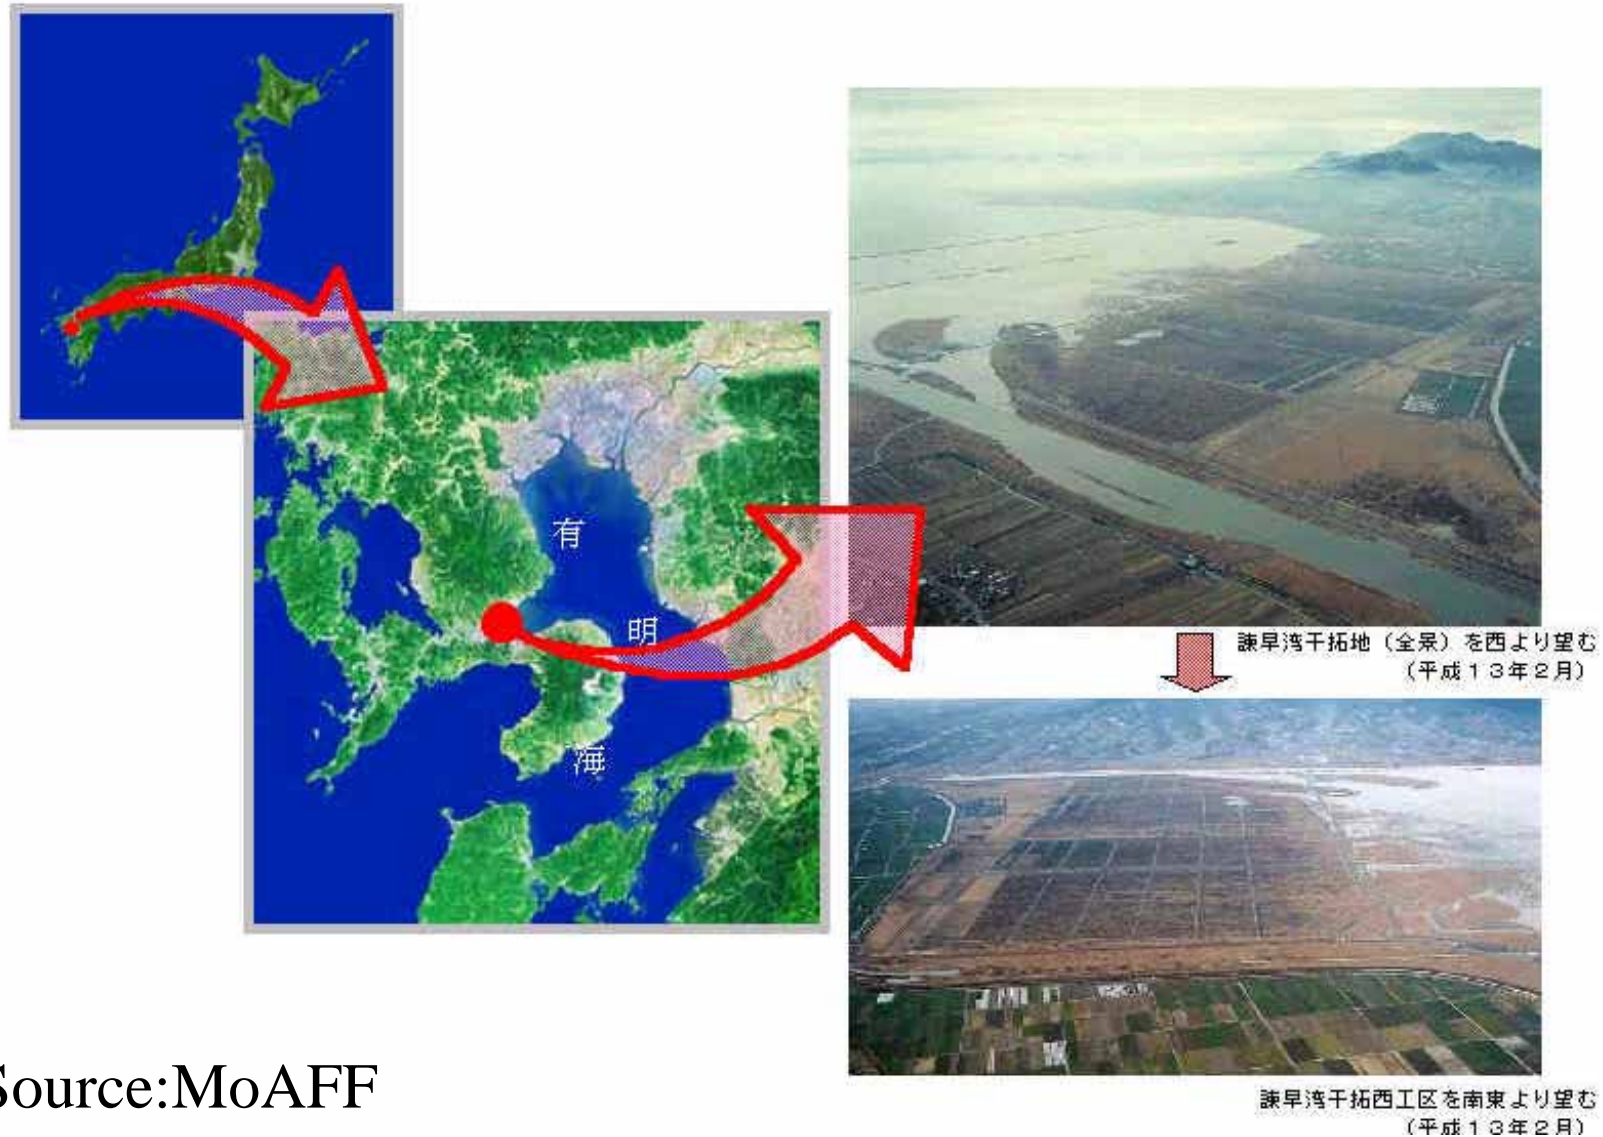 有
明
海
諫早湾干拓地（全景）を西より望む
（平成１３年２月）
諫早湾干拓西工区を南東より望む
（平成１３年２月）
Source:MoAFF